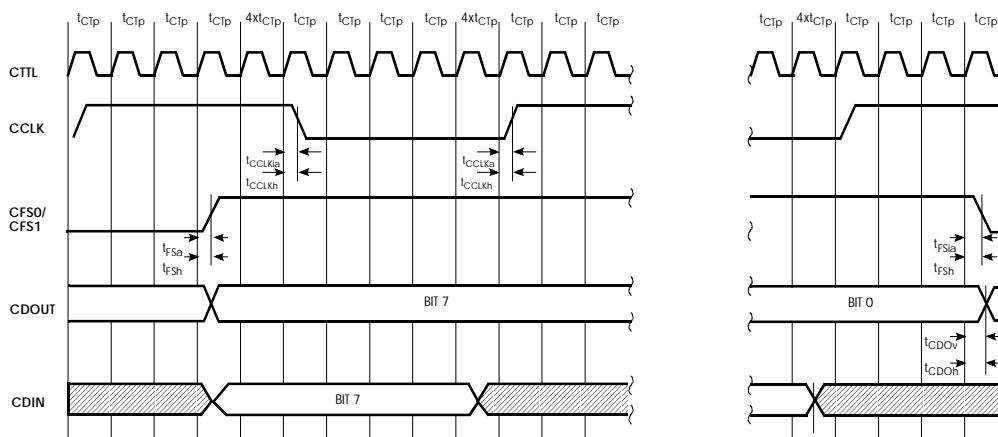 tCTp tCTp tCTp tCTp 4xtCTp tCTp tCTp tCTp tCTp 4xtCTp tCTp tCTp tCTp tCTp 4xtCTp tCTp tCTp tCTp tCTp
CTTL
CCLK
tCCLKia tCCLKa
tCCLKh tCCLKh
CFS0/
CFS1
tFSa tFSia
tFSh tFSh
CDOUT BIT 7 BIT 0
tCDOv
tCDOh
CDIN BIT 7